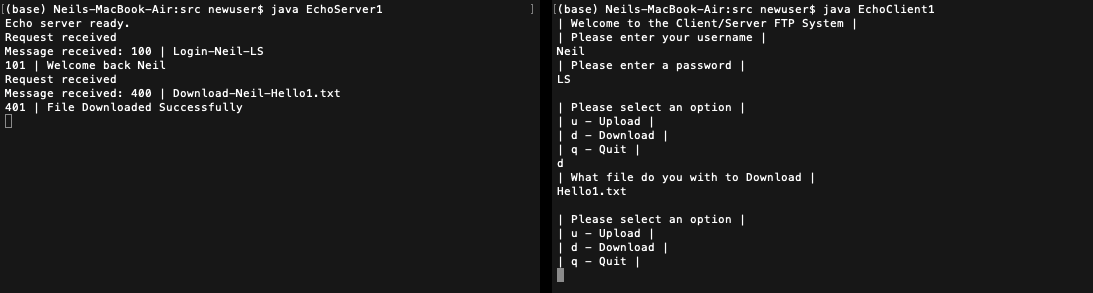 [(base) Neils-MacBook-Air:src newuser$ java EchoServer1 ]
Echo server ready.
Request received
Message received: 100 | Login-Neil-LS
101 | Welcome back Neil
Request received
Message received: 400 | Download-Neil-Hello1.txt
401 | File Downloaded Successfully
[(base) Neils-MacBook-Air:src newuser$ java EchoClient1
| Welcome to the Client/Server FTP System |
| Please enter your username |
Neil
| Please enter a password |
LS
| Please select an option |
| u - Upload |
| d - Download |
| q - Quit |
d
| What file do you with to Download |
Hello1.txt
| Please select an option |
| u - Upload |
| d - Download |
| q - Quit |